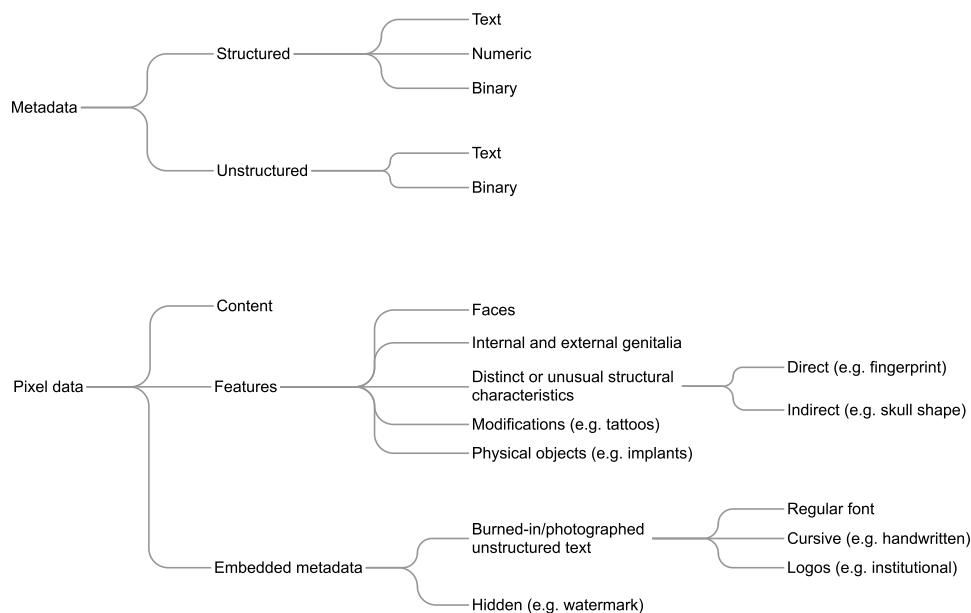 Text
Structured
Numeric
Binary
Metadata
Text
Unstructured
Binary
Content
Faces
Internal and external genitalia
Direct (e.g. fingerprint)
Pixel data
Features
Distinct or unusual structural
characteristics
Indirect (e.g. skull shape)
Modifications (e.g. tattoos)
Physical objects (e.g. implants)
Regular font
Burned-in/photographed
unstructured text
Cursive (e.g. handwritten)
Logos (e.g. institutional)
Embedded metadata
Hidden (e.g. watermark)